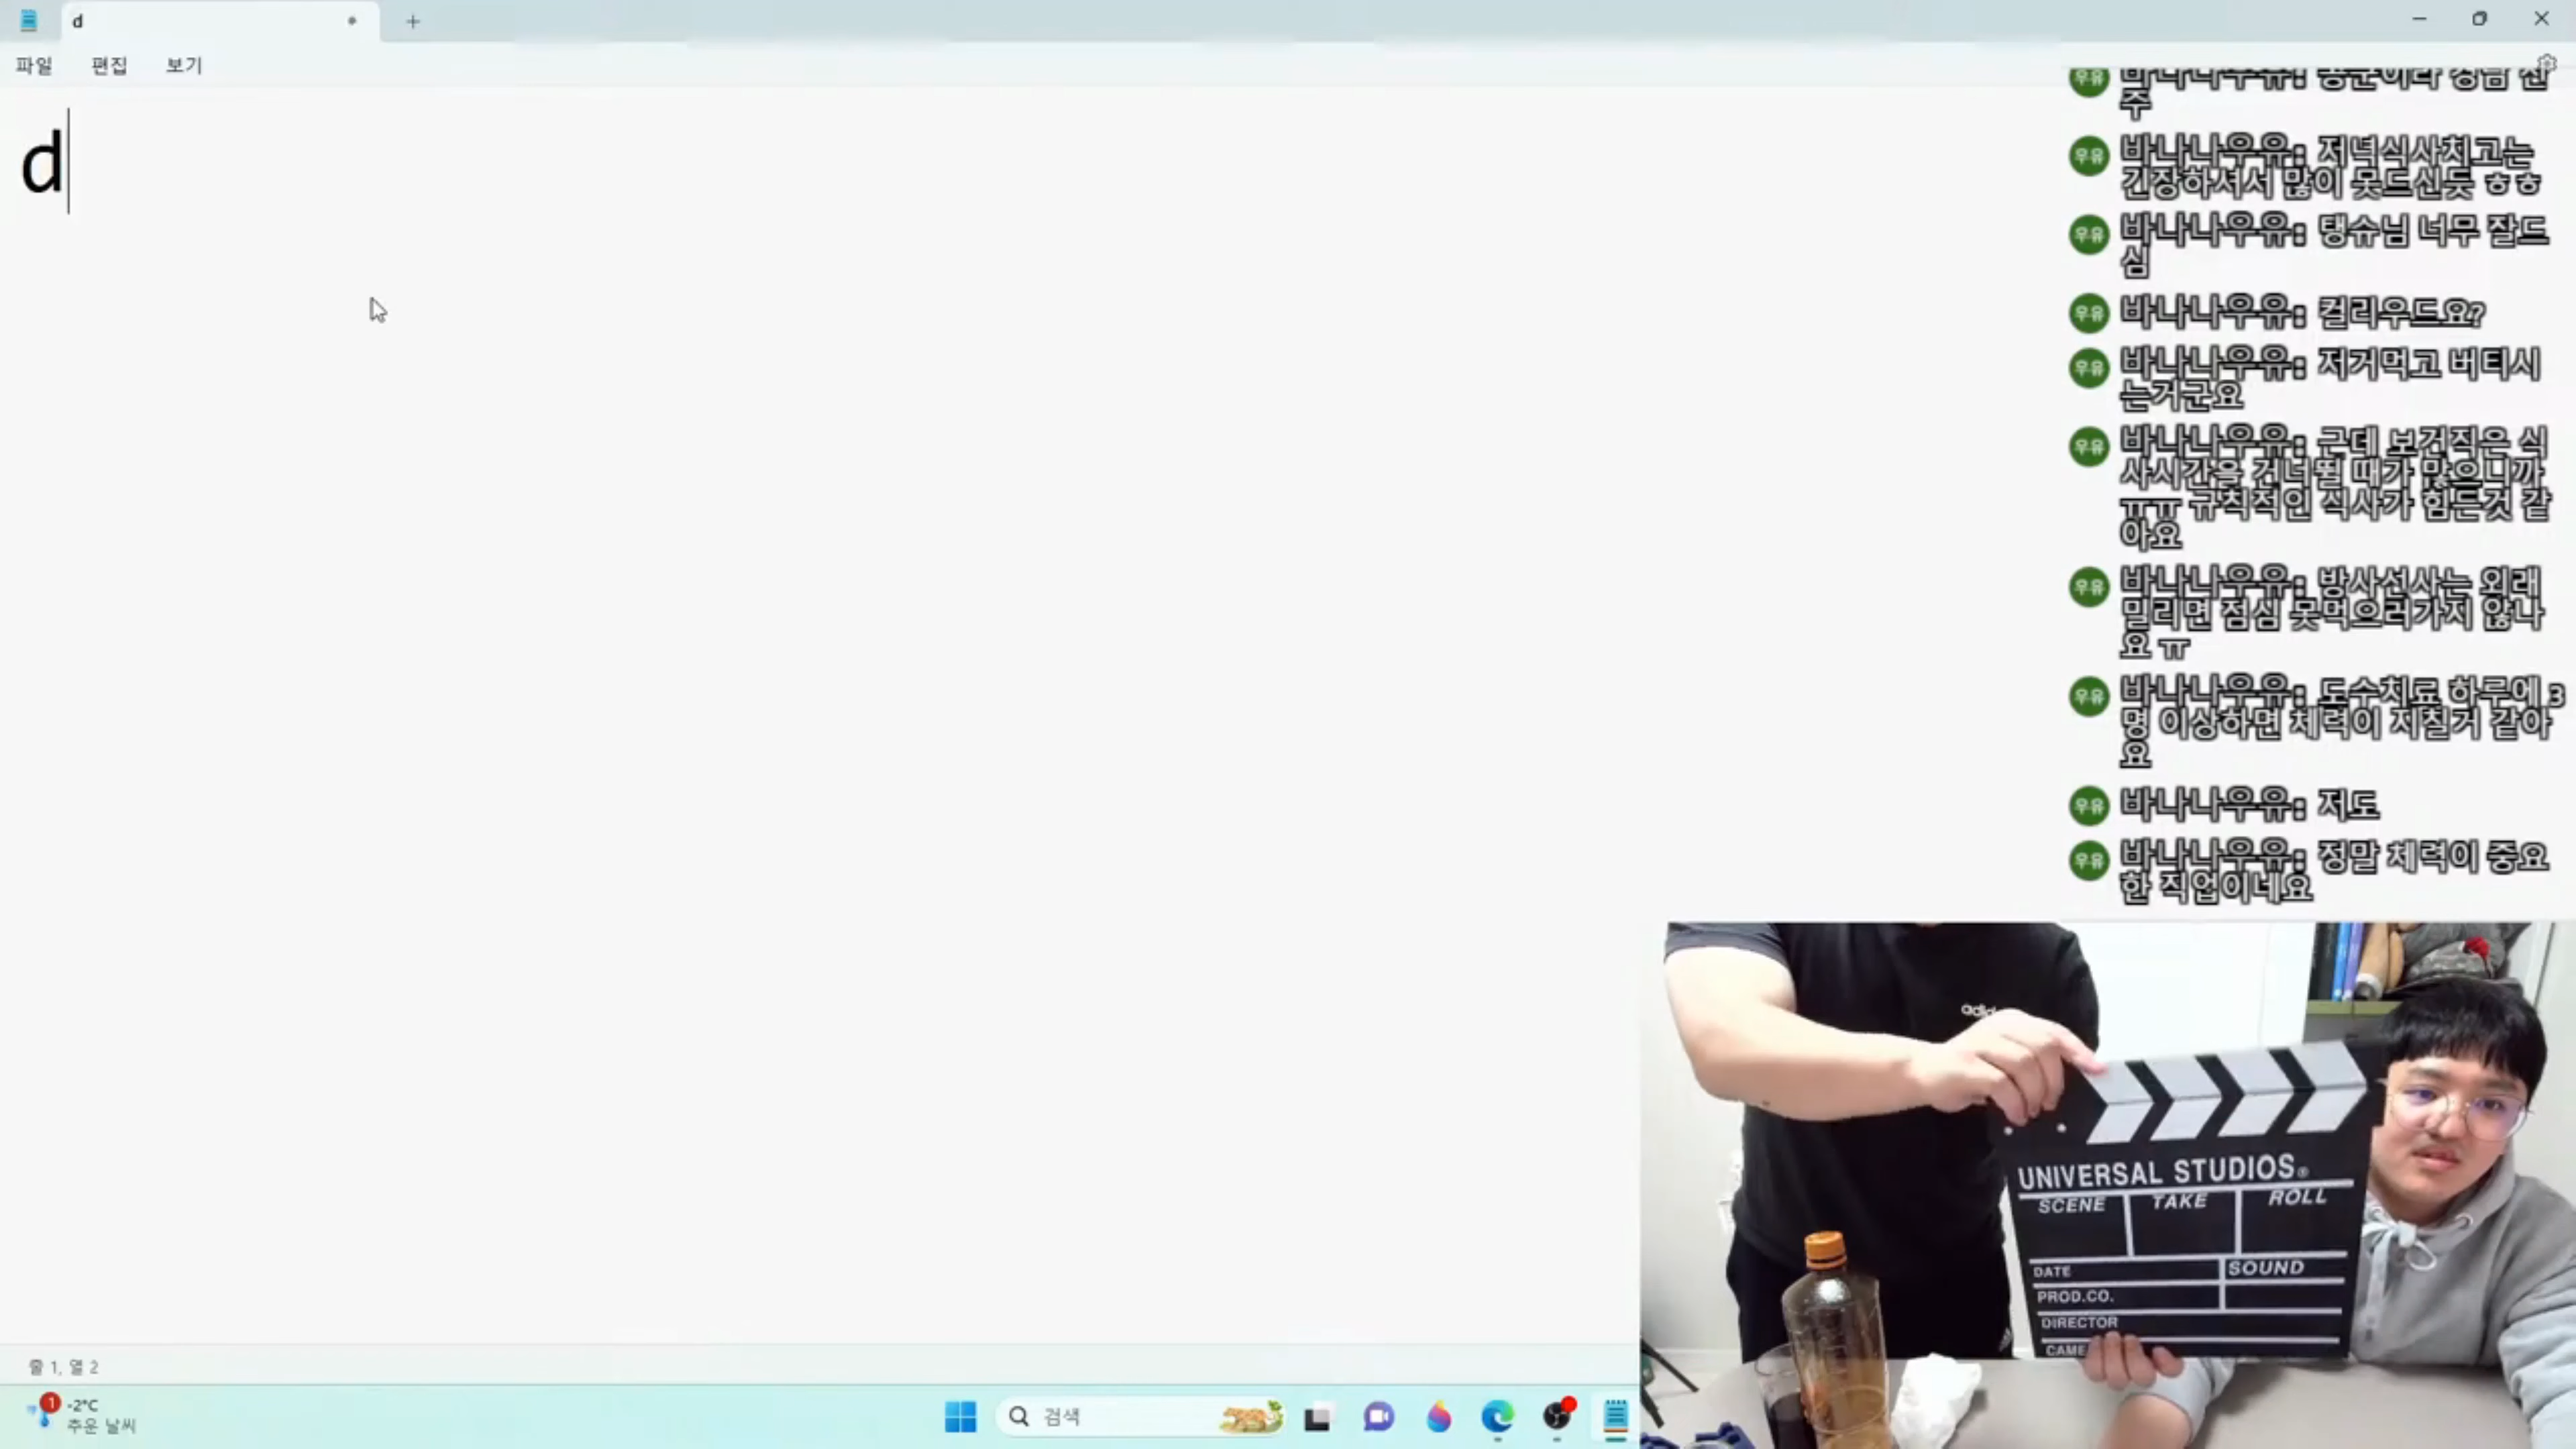 d
파일 편집 보기
d
주
바나나우유: 저녁식사치고는
긴장하셔서 많이 못드신듯 ㅎㅎ
바나나우유: 탱슈님 너무 잘드
심
바나나우유: 컬리우드요?
바나나우유: 저거먹고 버티시
는거군요
바나나우유: 근데 보건직은 식
사시간을 건너뛸 때가 많으니까
ㅠㅠ 규칙적인 식사가 힘든것 같
아요
바나나우유: 방사선사는 외래
밀리면 점심 못먹으러가지 않나
요 ㅠ
바나나우유: 도수치료 하루에 3
명 이상하면 체력이 지칠거 같아
요
바나나우유: 저도
바나나우유: 정말 체력이 중요
한 직업이네요
UNIVERSAL STUDIOS®
SCENE TAKE ROLL
DATE SOUND
PROD.CO.
DIRECTOR
줄 1, 열 2
1 -2°C
추운 날씨
검색